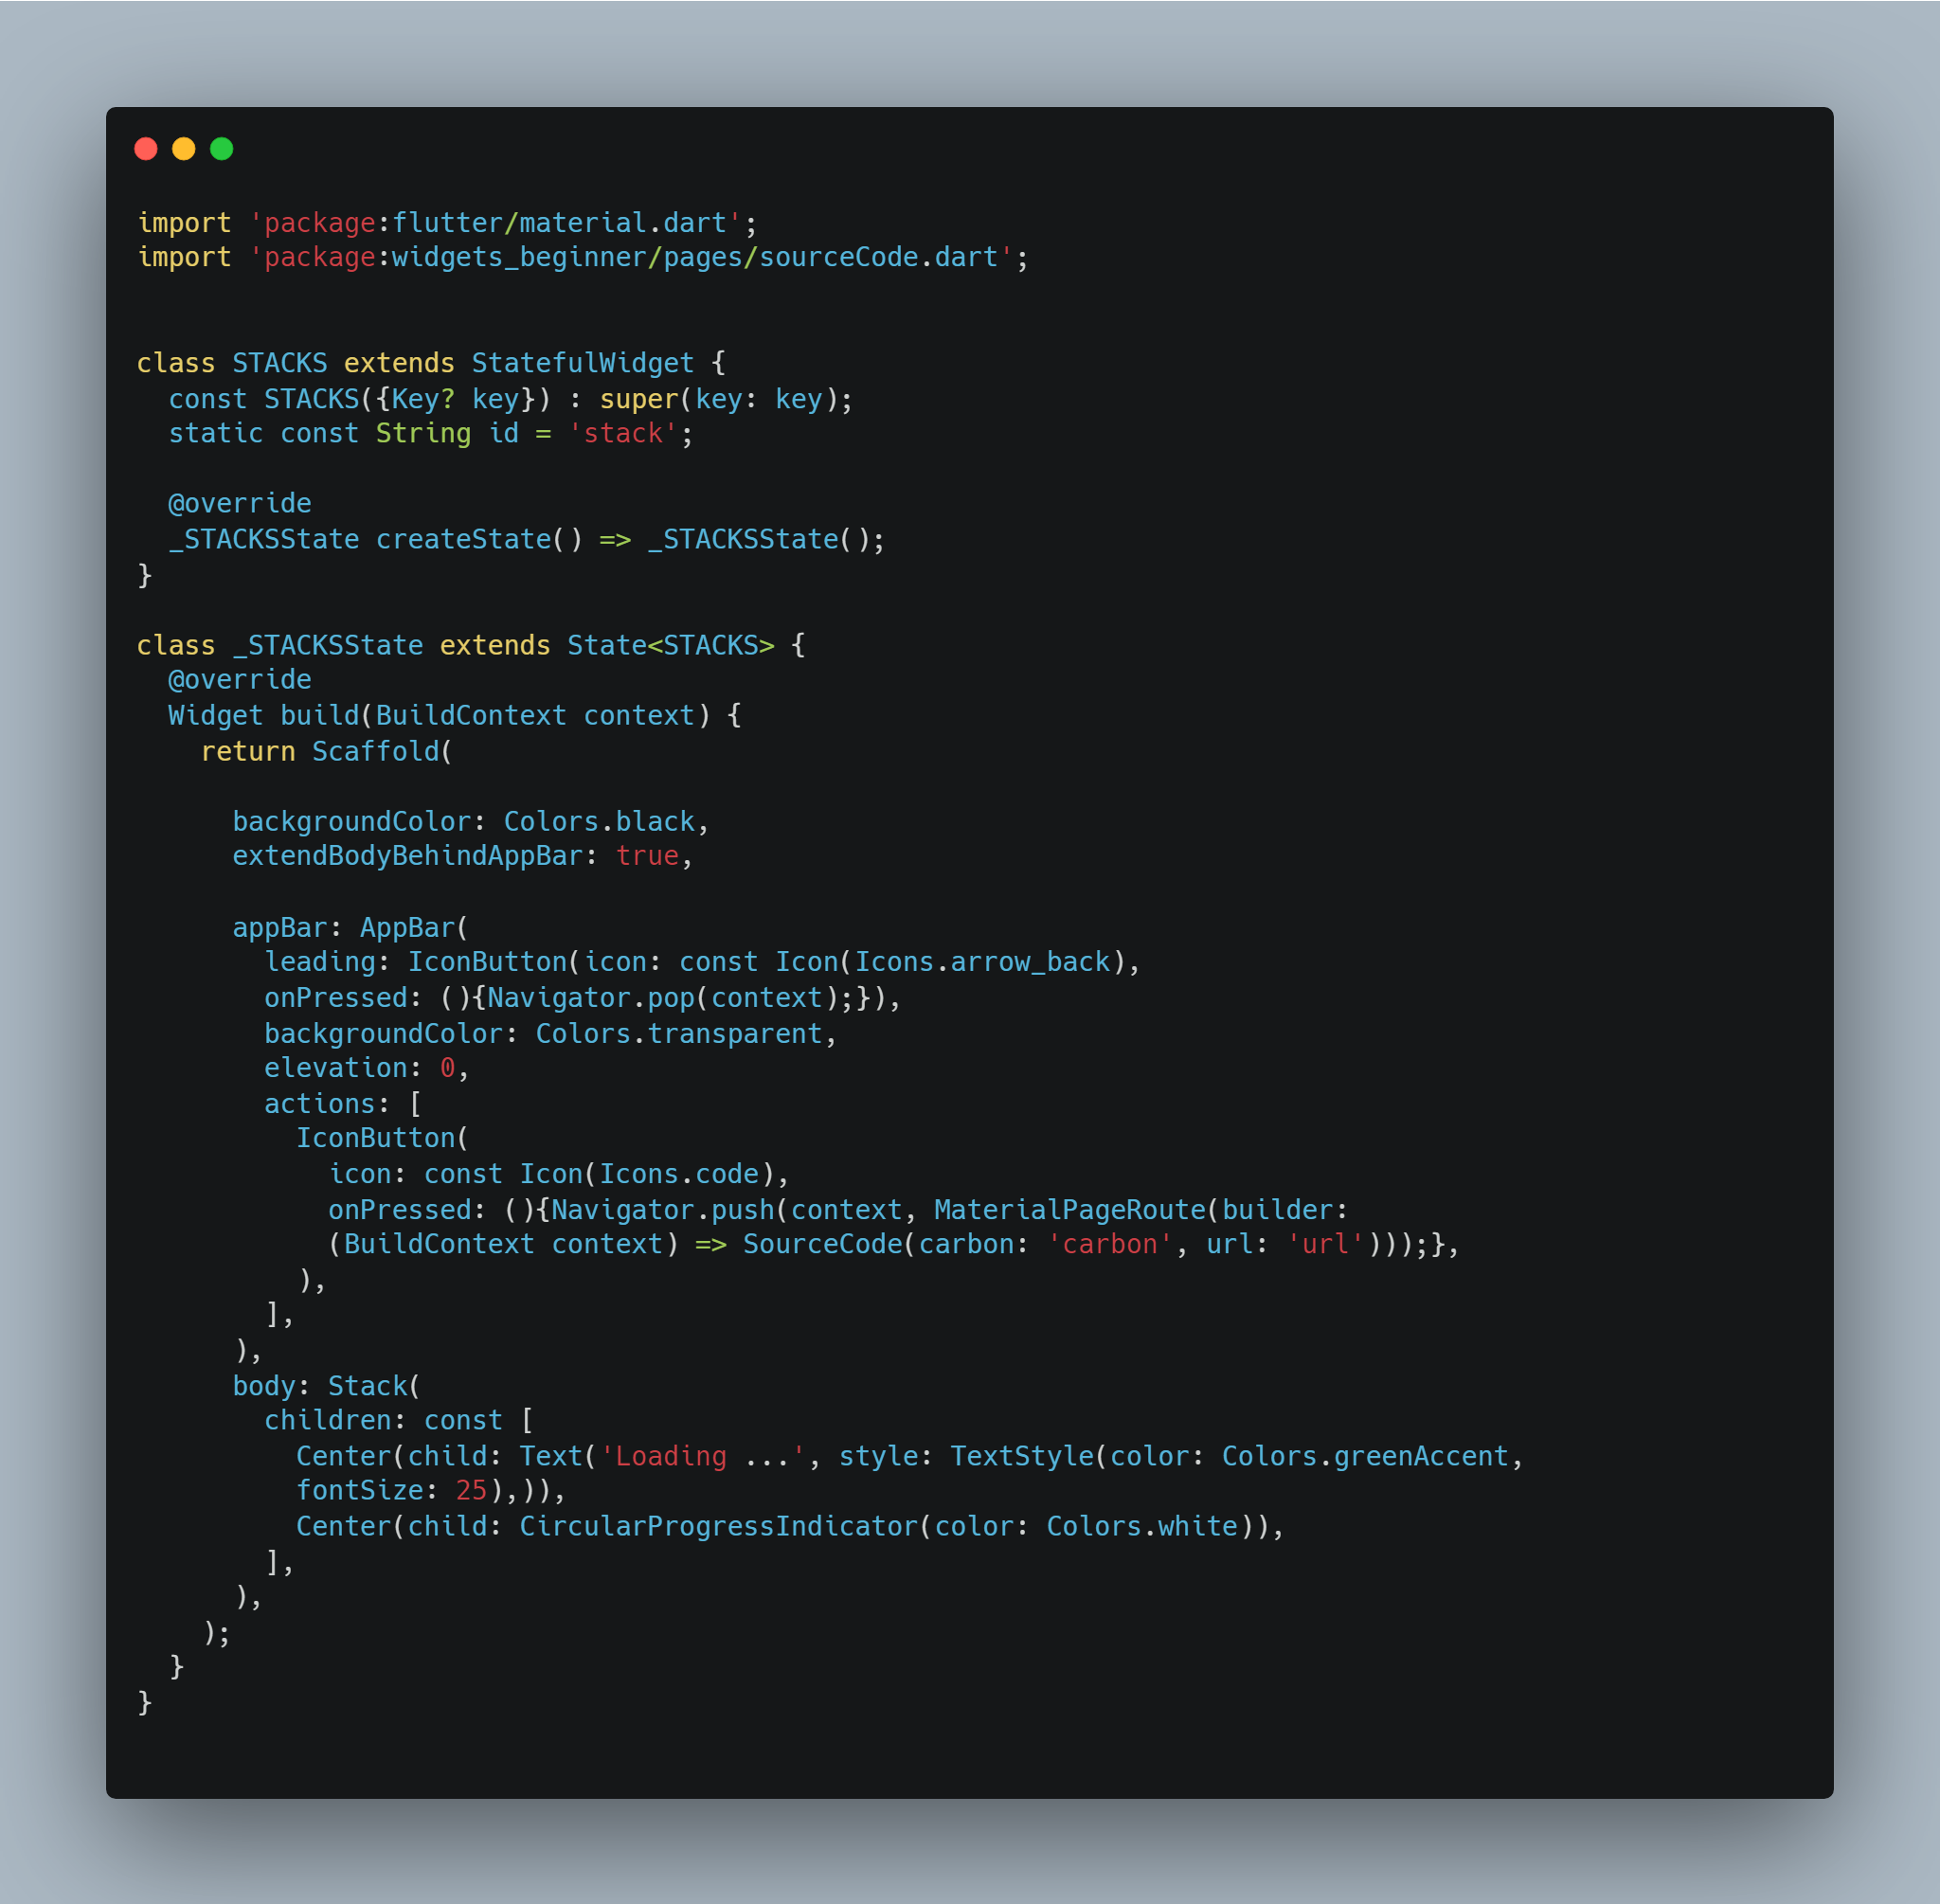 import 'package:flutter/material.dart';
import 'package:widgets_beginner/pages/sourceCode.dart';
class STACKS extends StatefulWidget {
  const STACKS({Key? key}) : super(key: key);
  static const String id = 'stack';
  @override
  _STACKSState createState() => _STACKSState();
}
class _STACKSState extends State<STACKS> {
  @override
  Widget build(BuildContext context) {
    return Scaffold(
      backgroundColor: Colors.black,
      extendBodyBehindAppBar: true,
      appBar: AppBar(
        leading: IconButton(icon: const Icon(Icons.arrow_back),
        onPressed: (){Navigator.pop(context);}),
        backgroundColor: Colors.transparent,
        elevation: 0,
        actions: [
          IconButton(
            icon: const Icon(Icons.code),
            onPressed: (){Navigator.push(context, MaterialPageRoute(builder:
            (BuildContext context) => SourceCode(carbon: 'carbon', url: 'url')));},
          ),
        ],
      ),
      body: Stack(
        children: const [
          Center(child: Text('Loading ...', style: TextStyle(color: Colors.greenAccent,
          fontSize: 25),)),
          Center(child: CircularProgressIndicator(color: Colors.white)),
        ],
      ),
    );
  }
}